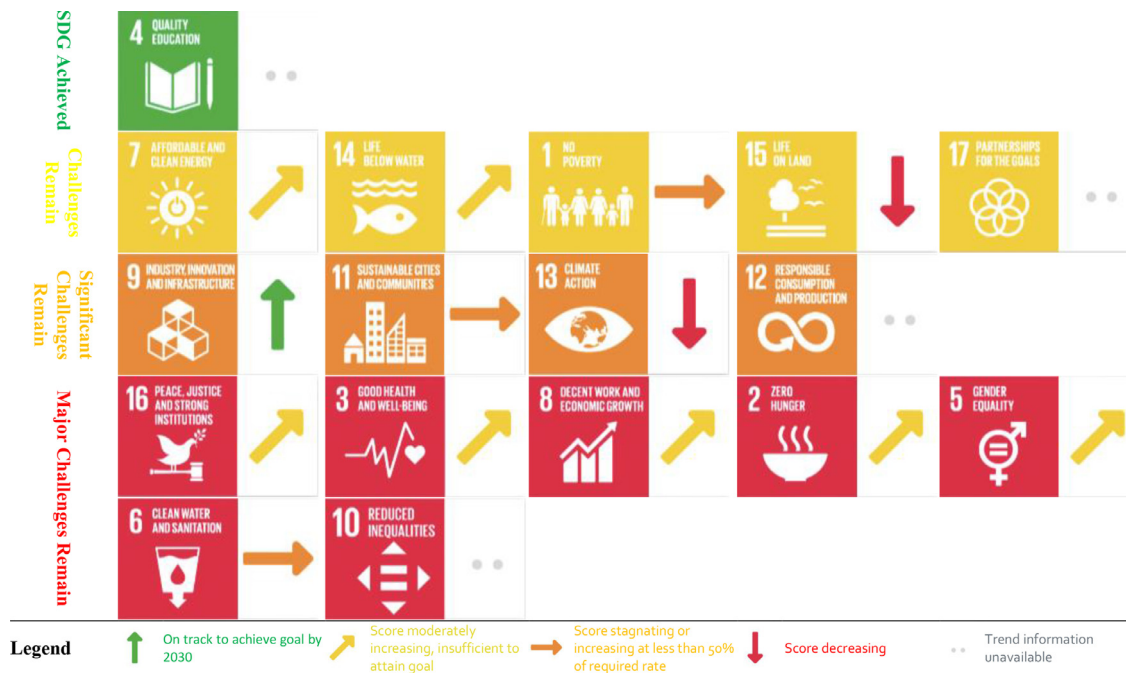 SDG Achieved
4 QUALITY
EDUCATION
Challenges
Remain
7 AFFORDABLE AND
CLEAN ENERGY
14 LIFE
BELOW WATER
1 NO
POVERTY
15 LIFE
ON LAND
17 PARTNERSHIPS
FOR THE GOALS
Significant
Challenges
Remain
9 INDUSTRY, INNOVATION
AND INFRASTRUCTURE
11 SUSTAINABLE CITIES
AND COMMUNITIES
13 CLIMATE
ACTION
12 RESPONSIBLE
CONSUMPTION
AND PRODUCTION
Major Challenges Remain
16 PEACE, JUSTICE
AND STRONG
INSTITUTIONS
3 GOOD HEALTH
AND WELL-BEING
8 DECENT WORK AND
ECONOMIC GROWTH
2 ZERO
HUNGER
5 GENDER
EQUALITY
6 CLEAN WATER
AND SANITATION
10 REDUCED
INEQUALITIES
Legend
On track to achieve goal by
2030
Score moderately
increasing, insufficient to
attain goal
Score stagnating or
increasing at less than 50%
of required rate
Score decreasing
Trend information
unavailable